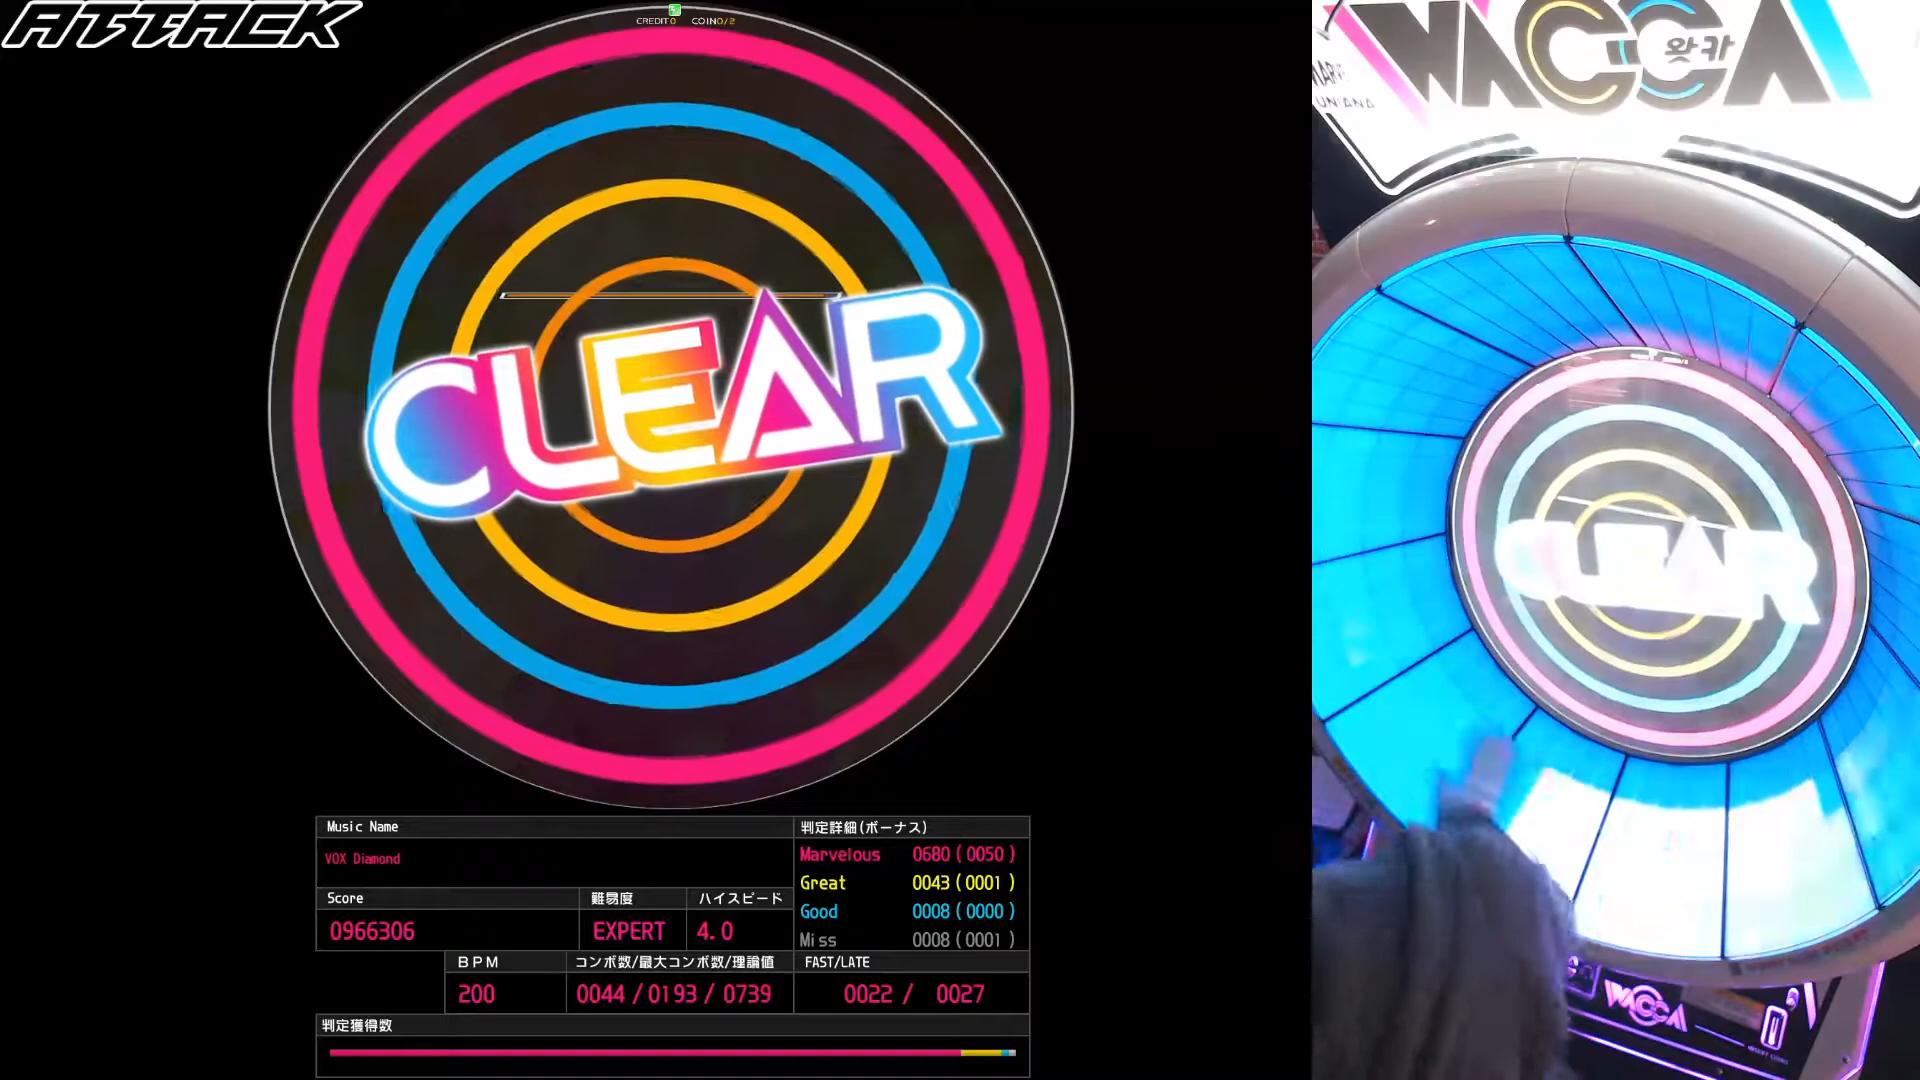 ATTACK
CREDIT0 COIN0/2
CLEAR
Music Name
VOX Diamond
Score
0966306
難易度
EXPERT
ハイスピード
4.0
判定詳細(ボーナス)
Marvelous 0680 ( 0050 )
Great 0043 ( 0001 )
Good 0008 ( 0000 )
Miss 0008 ( 0001 )
BPM
200
コンボ数/最大コンボ数/理論値
0044 / 0193 / 0739
FAST/LATE
0022 / 0027
判定獲得数
WACCA
왓카
UNIANA
CLEAR
WACCA